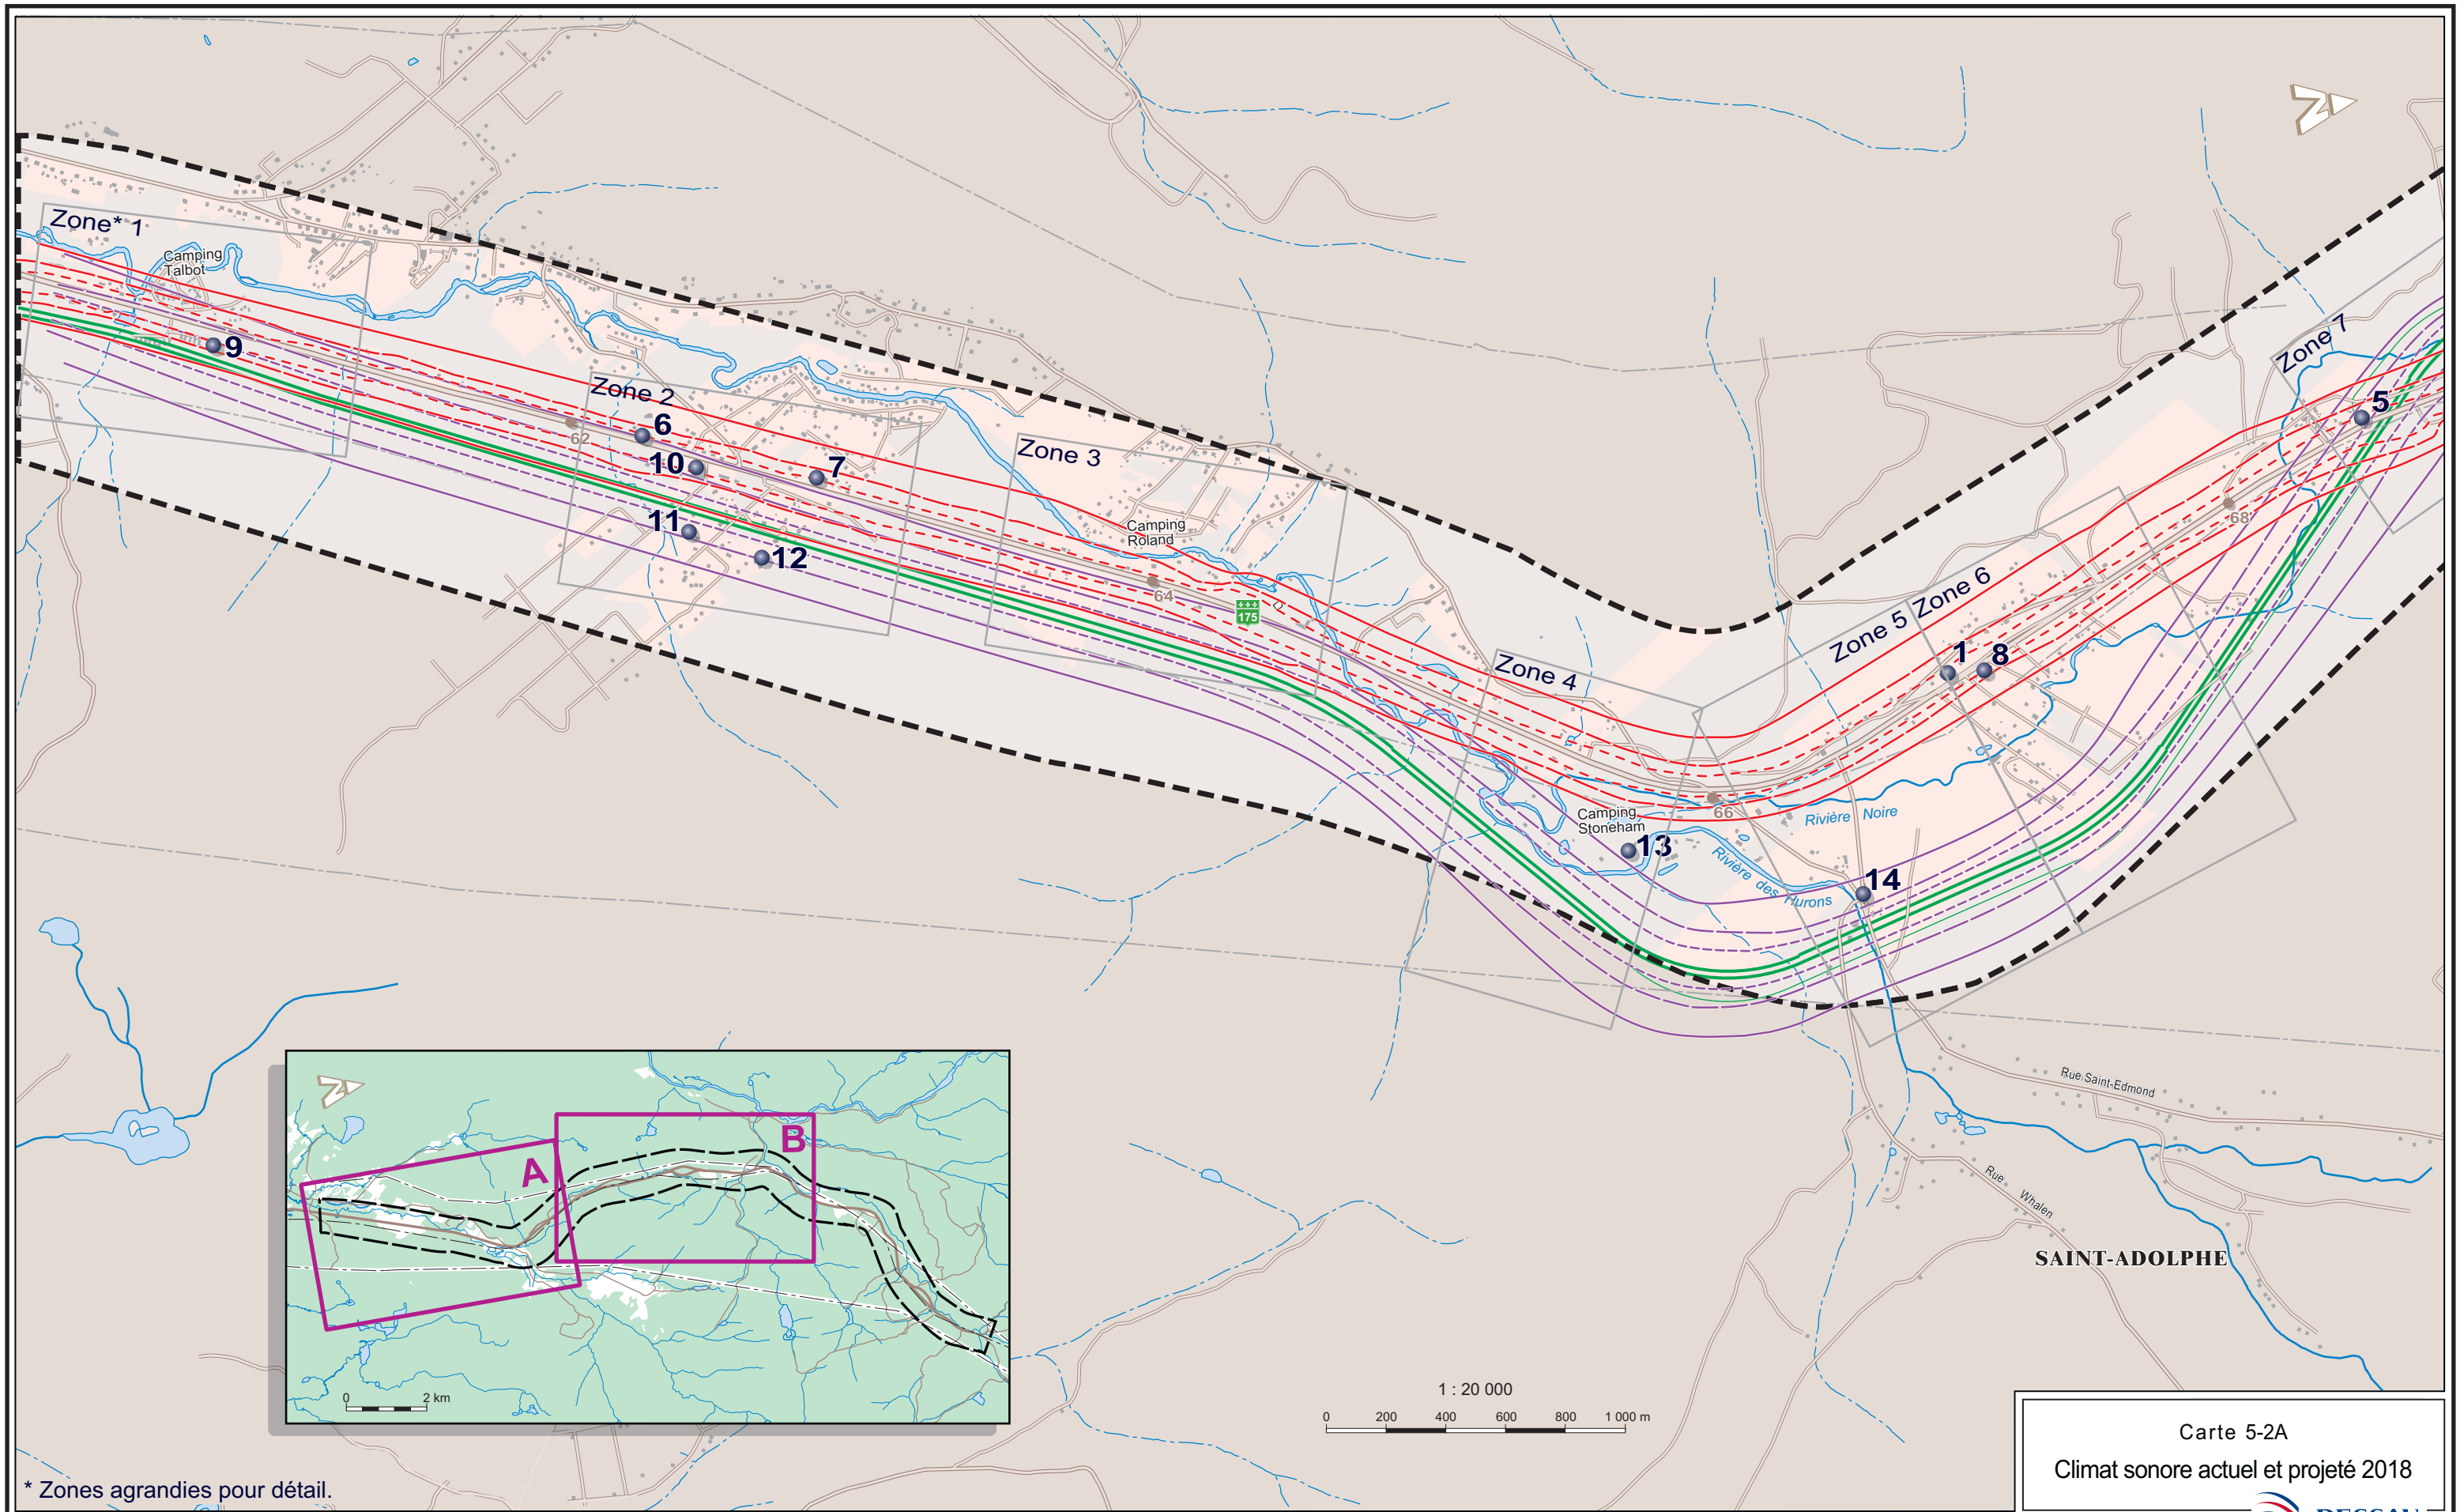 Zone* 1
Camping
Talbot
9
62
Zone 2
6
10
7
11
12
Zone 3
Camping
Roland
64
175
Zone 4
Camping
Stoneham
13
66
Rivière Noire
Rivière des Hurons
14
Zone 5
Zone 6
1
8
68
Zone 7
5
N
Rue Saint-Edmond
Rue Whalen
SAINT-ADOLPHE
N
A
B
0 2 km
1 : 20 000
0 200 400 600 800 1 000 m
* Zones agrandies pour détail.
Carte 5-2A
Climat sonore actuel et projeté 2018